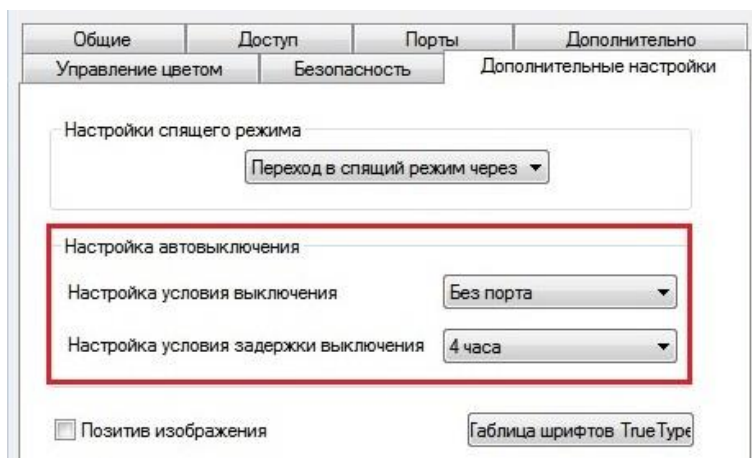 Общие Доступ Порты Дополнительно
Управление цветом Безопасность Дополнительные настройки
Настройки спящего режима
Переход в спящий режим через
Настройка автовыключения
Настройка условия выключения Без порта
Настройка условия задержки выключения 4 часа
Позитив изображения Таблица шрифтов TrueType